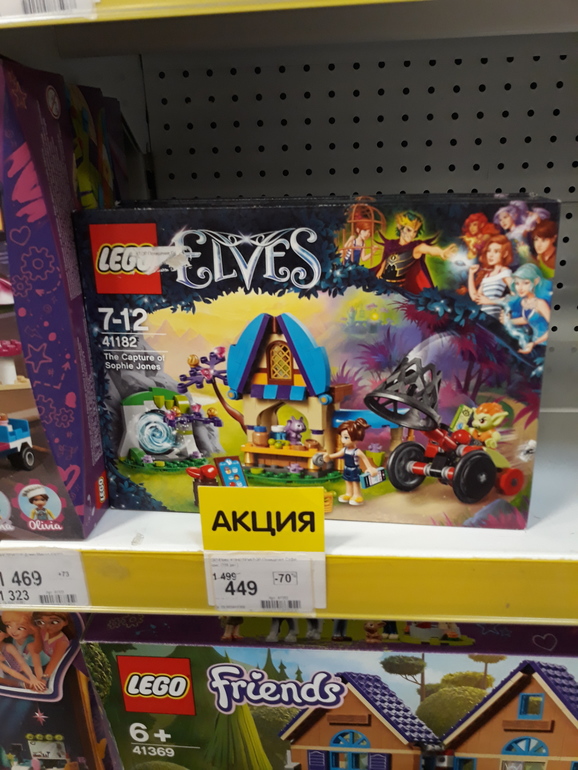 LEGO ELVES
7-12
41182
The Capture of
Sophie Jones
LEGO
Olivia
АКЦИЯ
1 469
1 323
1 499
-70%
449
LEGO Friends
6+
41369